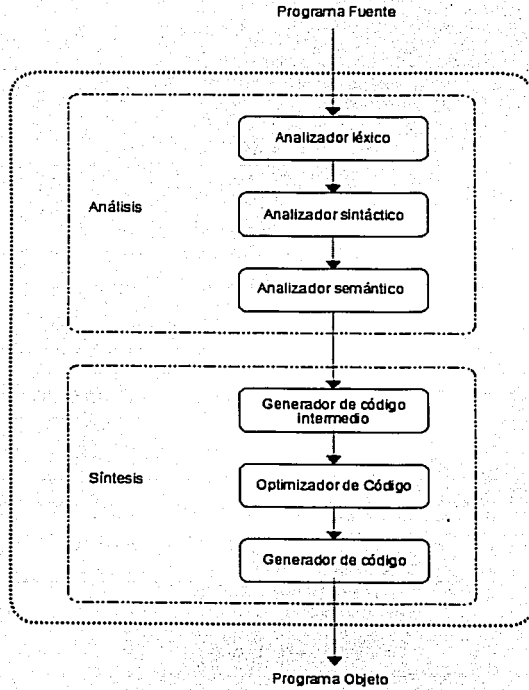 Programa Fuente
Analizador léxico
Análisis
Analizador sintáctico
Analizador semántico
Generador de código
intermedio
Síntesis
Optimizador de Código
Generador de código
Programa Objeto